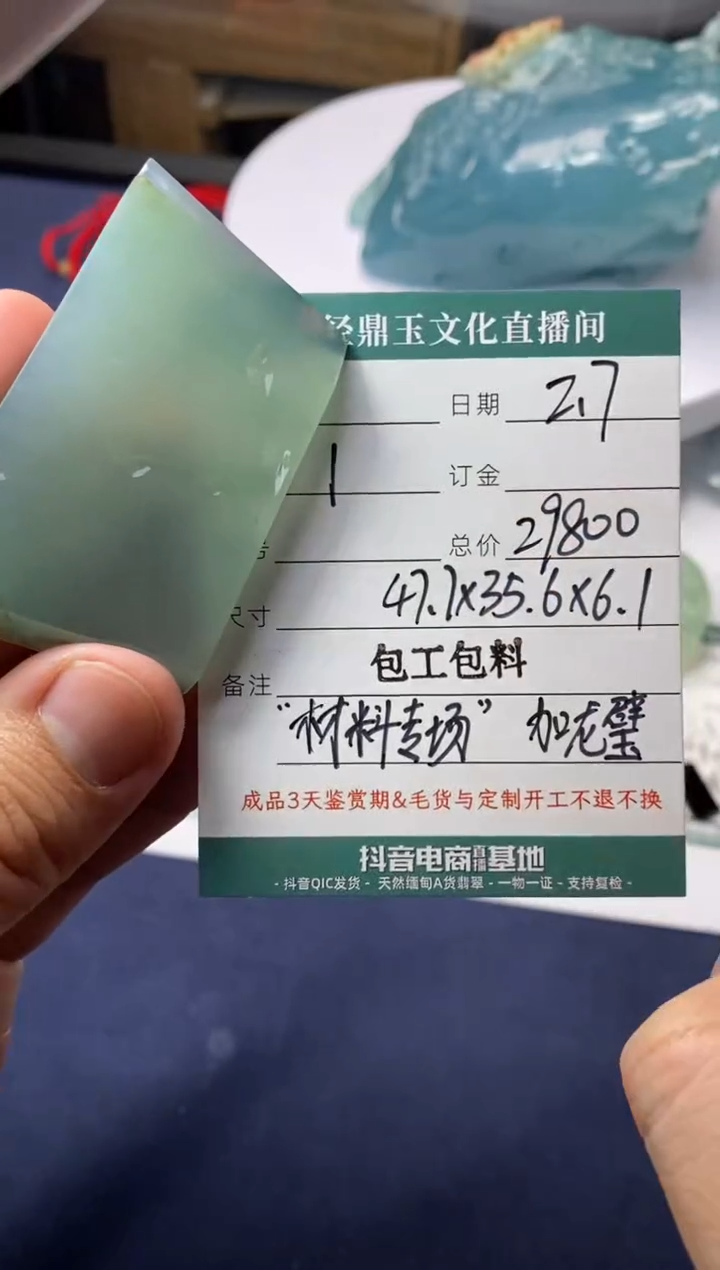 鼎玉文化直播间
日期 2.7
1 订金
总价 29800
尺寸 47.7x35.6x6.1
备注 包工包料
“材料专场” 加龙璧
成品3天鉴赏期&毛货与定制开工不退不换
抖音电商直播基地
- 抖音QIC发货 - 天然缅甸A货翡翠 - 一物一证 - 支持复检 -